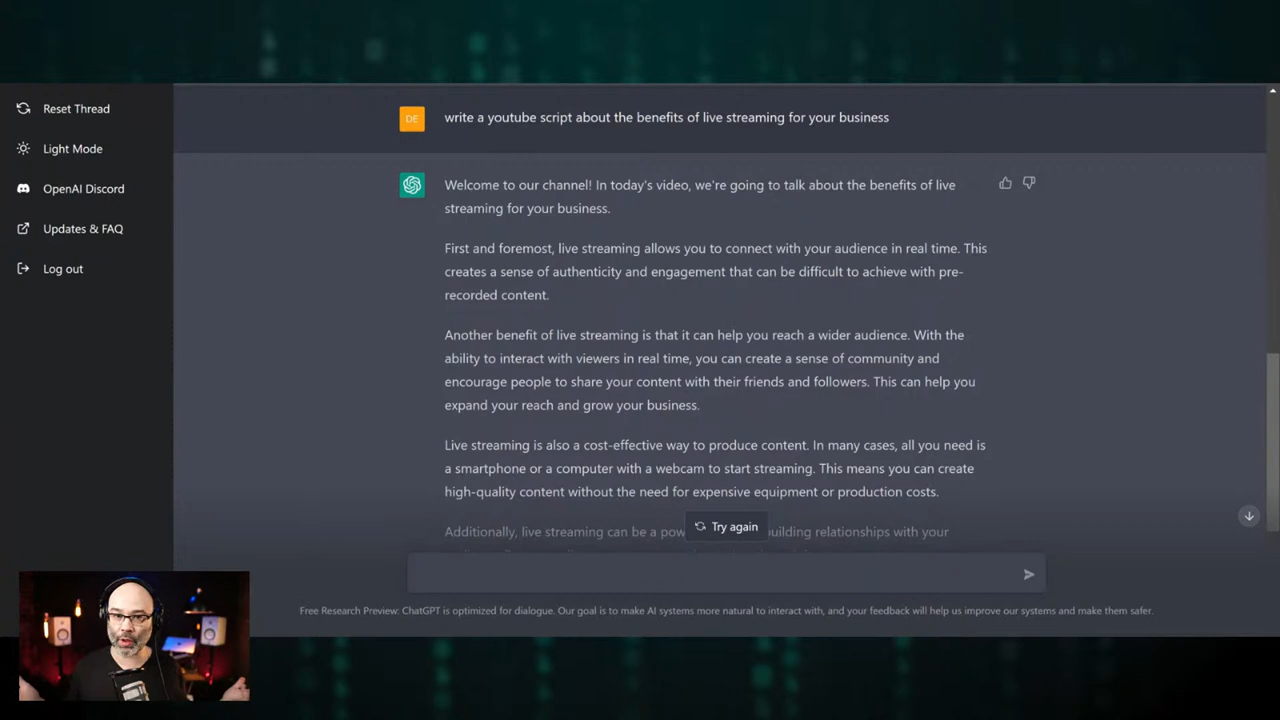 Reset Thread
Light Mode
OpenAI Discord
Updates & FAQ
Log out
DE
write a youtube script about the benefits of live streaming for your business
Welcome to our channel! In today's video, we're going to talk about the benefits of live
streaming for your business.
First and foremost, live streaming allows you to connect with your audience in real time. This
creates a sense of authenticity and engagement that can be difficult to achieve with pre-
recorded content.
Another benefit of live streaming is that it can help you reach a wider audience. With the
ability to interact with viewers in real time, you can create a sense of community and
encourage people to share your content with their friends and followers. This can help you
expand your reach and grow your business.
Live streaming is also a cost-effective way to produce content. In many cases, all you need is
a smartphone or a computer with a webcam to start streaming. This means you can create
high-quality content without the need for expensive equipment or production costs.
Additionally, live streaming can be a pow building relationships with your
Try again
Free Research Preview: ChatGPT is optimized for dialogue. Our goal is to make AI systems more natural to interact with, and your feedback will help us improve our systems and make them safer.